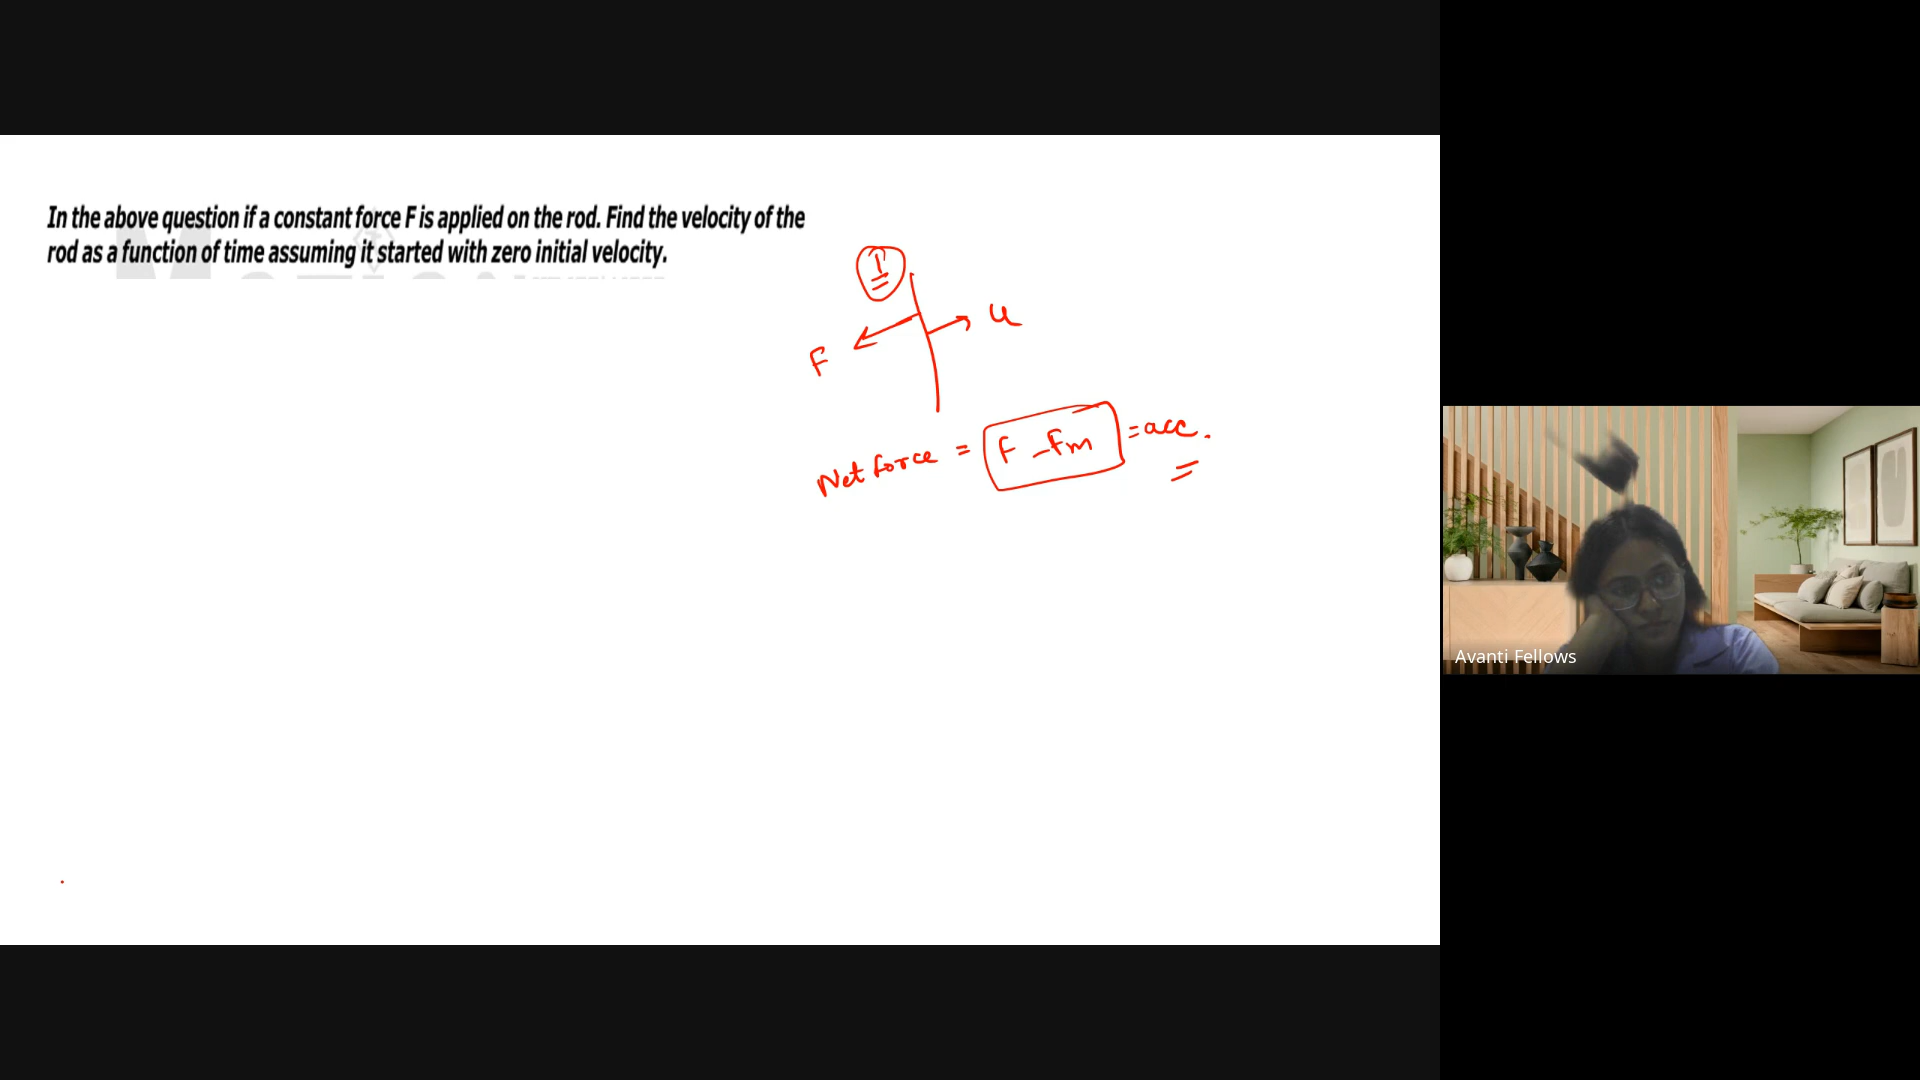 In the above question if a constant force F is applied on the rod. Find the velocity of the
rod as a function of time assuming it started with zero initial velocity.
I
u
F
Net force = F - Fm = acc.
Avanti Fellows